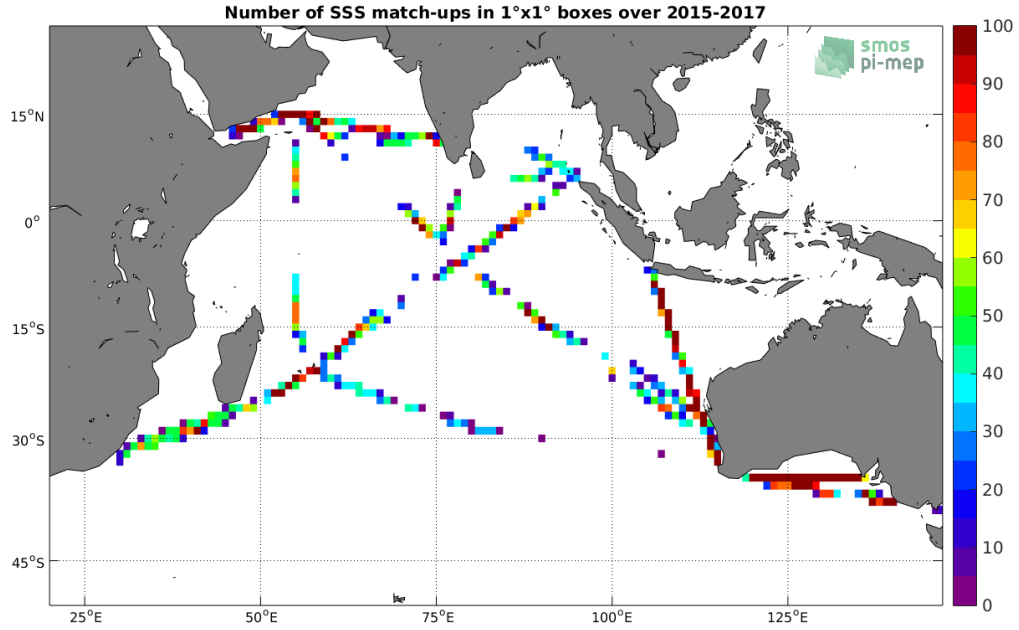 Number of SSS match-ups in 1°x1° boxes over 2015-2017
smos
pi-mep
100
90
80
70
60
50
40
30
20
10
0
15°N
0°
15°S
30°S
45°S
25°E
50°E
75°E
100°E
125°E